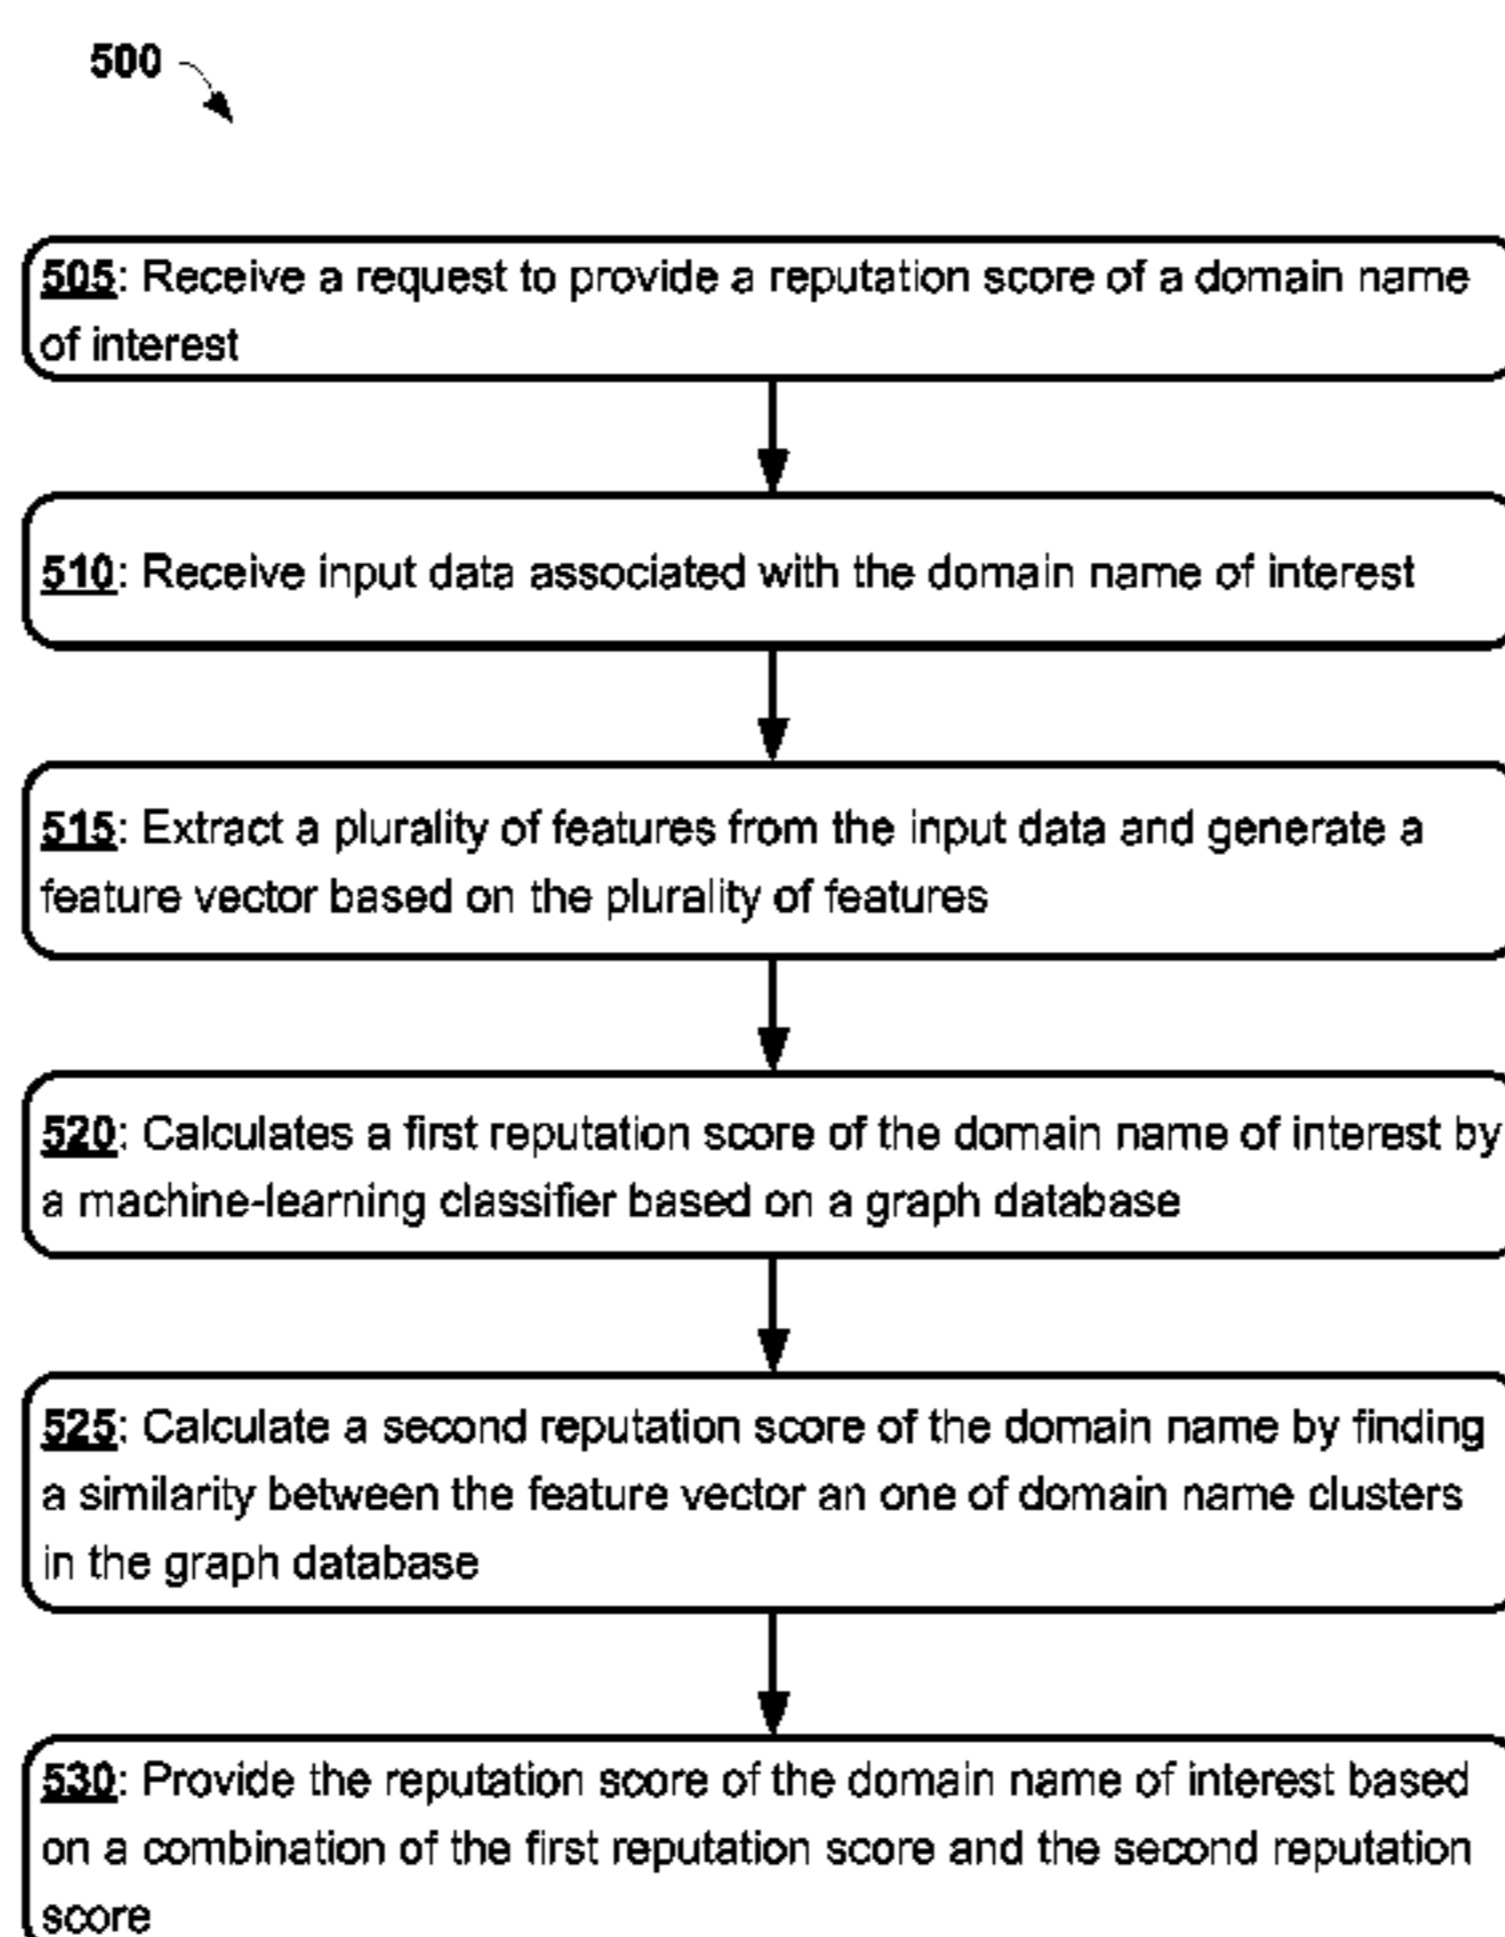 500
505: Receive a request to provide a reputation score of a domain name
of interest
510: Receive input data associated with the domain name of interest
515: Extract a plurality of features from the input data and generate a
feature vector based on the plurality of features
520: Calculates a first reputation score of the domain name of interest by
a machine-learning classifier based on a graph database
525: Calculate a second reputation score of the domain name by finding
a similarity between the feature vector an one of domain name clusters
in the graph database
530: Provide the reputation score of the domain name of interest based
on a combination of the first reputation score and the second reputation
score